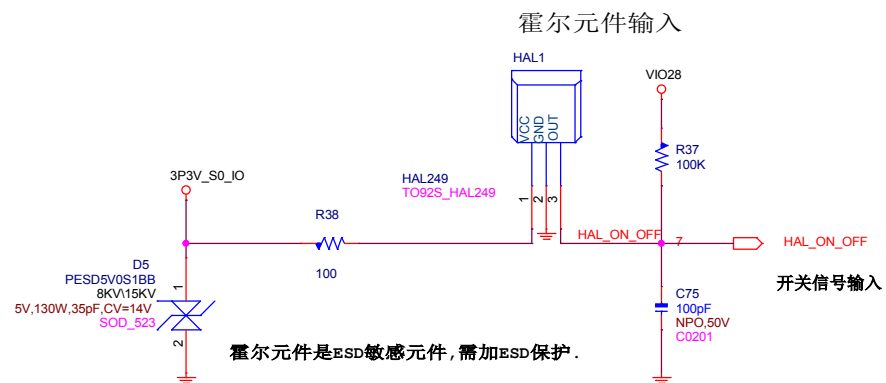 霍尔元件输入
HAL1
VCC
GND
OUT
1
2
3
VIO28
R37
100K
3P3V_S0_IO
HAL249
TO92S_HAL249
R38
100
HAL_ON_OFF
7
HAL_ON_OFF
开关信号输入
D5
PESD5V0S1BB
8KV\15KV
5V,130W,35pF,CV=14V
SOD_523
1
2
C75
100pF
NPO,50V
C0201
霍尔元件是ESD敏感元件,需加ESD保护.